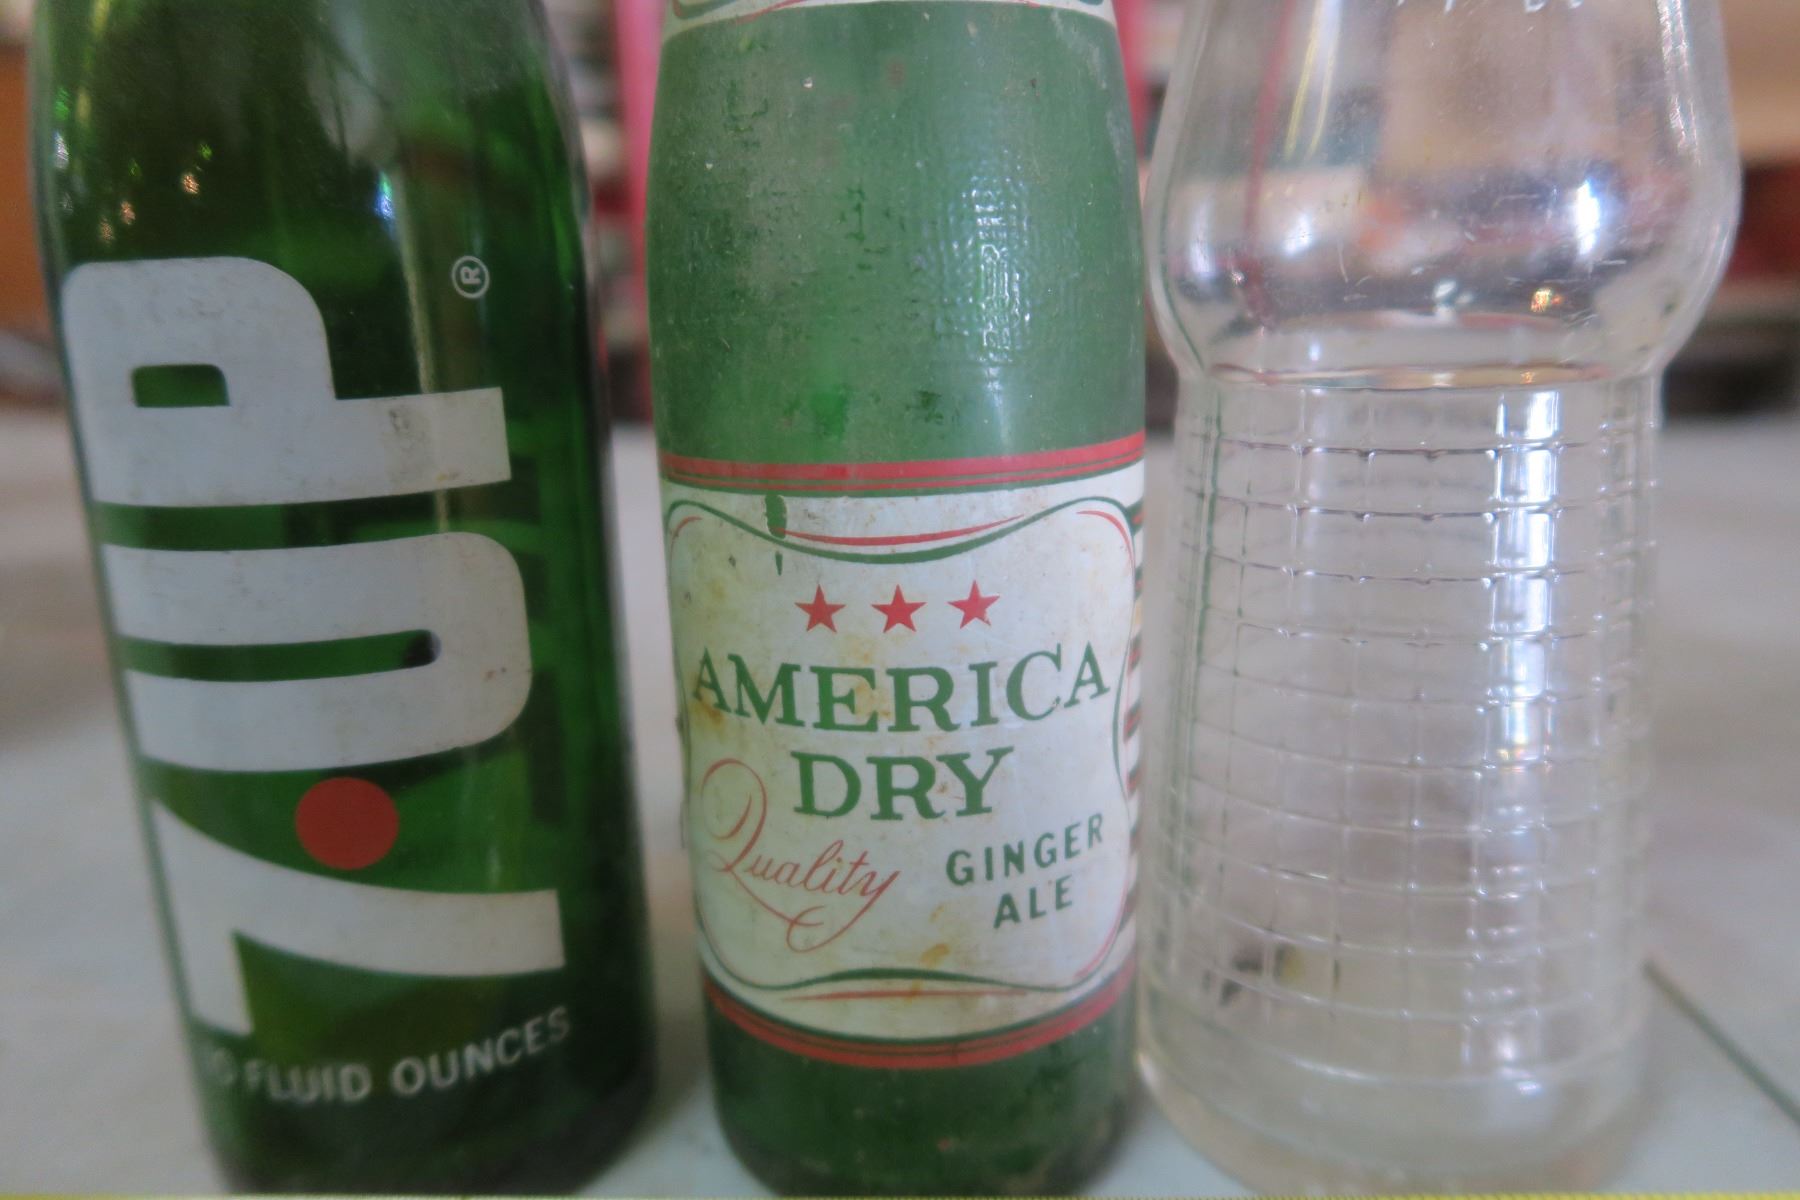 7UP
®
FLUID OUNCES
AMERICA
DRY
Quality
GINGER
ALE